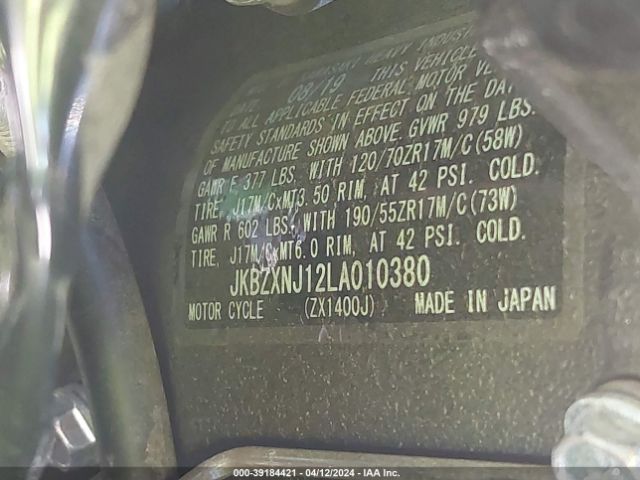 KAWASAKI HEAVY INDUSTR
DATE 08/19 THIS VEHICLE
TO ALL APPLICABLE FEDERAL MOTOR VE
SAFETY STANDARDS IN EFFECT ON THE DAT
OF MANUFACTURE SHOWN ABOVE. GVWR 979 LBS.
GAWR F 377 LBS. WITH 120/70ZR17M/C(58W)
TIRE, J17M/CxMT3.50 RIM, AT 42 PSI. COLD.
GAWR R 602 LBS. WITH 190/55ZR17M/C(73W)
TIRE, J17M/CxMT6.0 RIM, AT 42 PSI. COLD.
JKBZXNJ12LA010380
MOTOR CYCLE (ZX1400J) MADE IN JAPAN
000-39184421 - 04/12/2024 - IAA Inc.